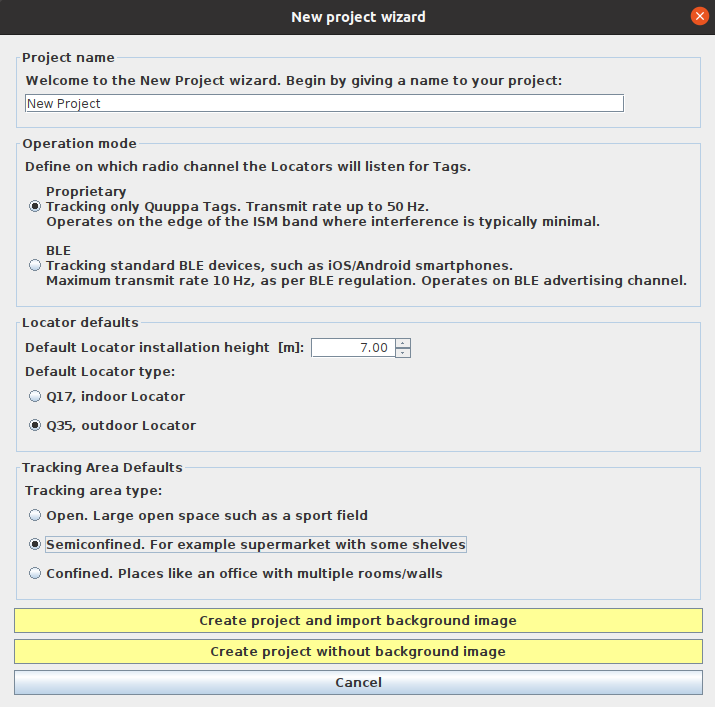 New project wizard
Project name
Welcome to the New Project wizard. Begin by giving a name to your project:
New Project
Operation mode
Define on which radio channel the Locators will listen for Tags.
Proprietary
Tracking only Quuppa Tags. Transmit rate up to 50 Hz.
Operates on the edge of the ISM band where interference is typically minimal.
BLE
Tracking standard BLE devices, such as iOS/Android smartphones.
Maximum transmit rate 10 Hz, as per BLE regulation. Operates on BLE advertising channel.
Locator defaults
Default Locator installation height [m]: 7.00
Default Locator type:
Q17, indoor Locator
Q35, outdoor Locator
Tracking Area Defaults
Tracking area type:
Open. Large open space such as a sport field
Semiconfined. For example supermarket with some shelves
Confined. Places like an office with multiple rooms/walls
Create project and import background image
Create project without background image
Cancel